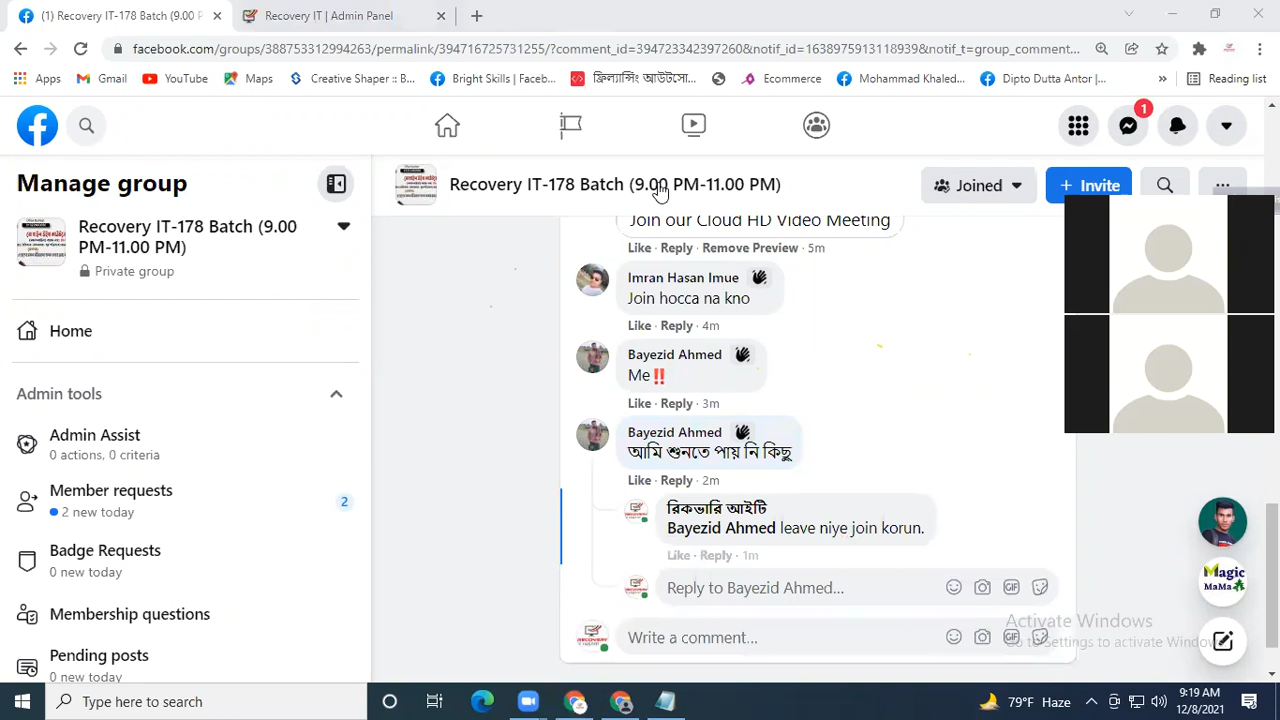 (1) Recovery IT-178 Batch (9.00 P
Recovery IT | Admin Panel
facebook.com/groups/388753312994263/permalink/394716725731255/?comment_id=394723342397260&notif_id=1638975913118939&notif_t=group_comment...
Apps
Gmail
YouTube
Maps
Creative Shaper :: B...
Bright Skills | Faceb...
ফ্রিল্যান্সিং আউটসো...
Ecommerce
Mohammad Khaled...
Dipto Dutta Antor |...
»
Reading list
1
Manage group
Recovery IT-178 Batch (9.00
PM-11.00 PM)
Private group
Home
Admin tools
Admin Assist
0 actions, 0 criteria
Member requests
2 new today
2
Badge Requests
0 new today
Membership questions
Pending posts
0 new today
Recovery IT-178 Batch (9.00 PM-11.00 PM)
Joined
+ Invite
...
Join our Cloud HD Video Meeting
Like · Reply · Remove Preview · 5m
Imran Hasan Imue
Join hocca na kno
Like · Reply · 4m
Bayezid Ahmed
Me‼️
Like · Reply · 3m
Bayezid Ahmed
আমি শুনতে পায় নি কিছু
Like · Reply · 2m
রিকভারি আইটি
Bayezid Ahmed leave niye join korun.
Like · Reply · 1m
Reply to Bayezid Ahmed...
Write a comment...
Magic
MaMa
Activate Windows
Go to Settings to activate Windows.
Type here to search
79°F Haze
9:19 AM
12/8/2021